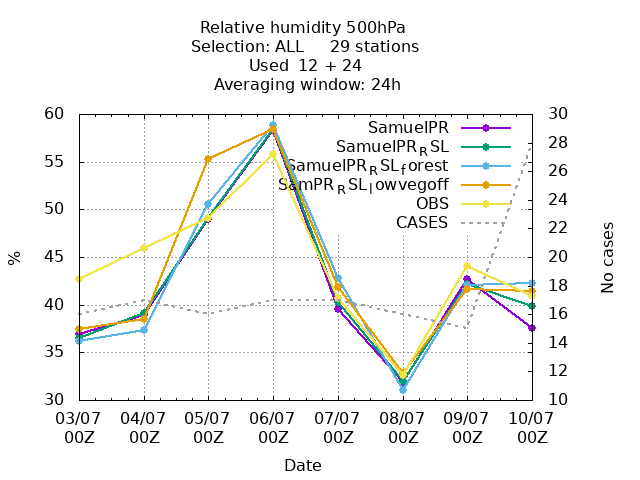 Relative humidity 500hPa
Selection: ALL 29 stations
Used 12 + 24
Averaging window: 24h
60
55
50
45
40
35
30
%
30
28
26
24
22
20
18
16
14
12
10
No cases
SamuelPR
SamuelPR_RSL
SamuelPR_RSL_forest
SamPR_RSL_lowvegoff
OBS
CASES
03/07 04/07 05/07 06/07 07/07 08/07 09/07 10/07
00Z 00Z 00Z 00Z 00Z 00Z 00Z 00Z
Date